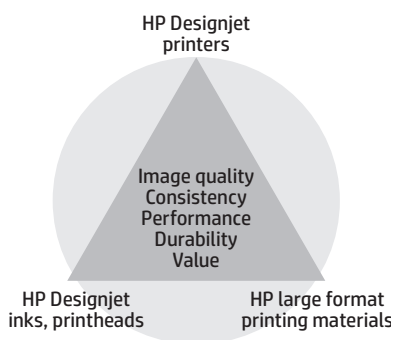 HP Designjet
printers
Image quality
Consistency
Performance
Durability
Value
HP Designjet
inks, printheads
HP large format
printing materials